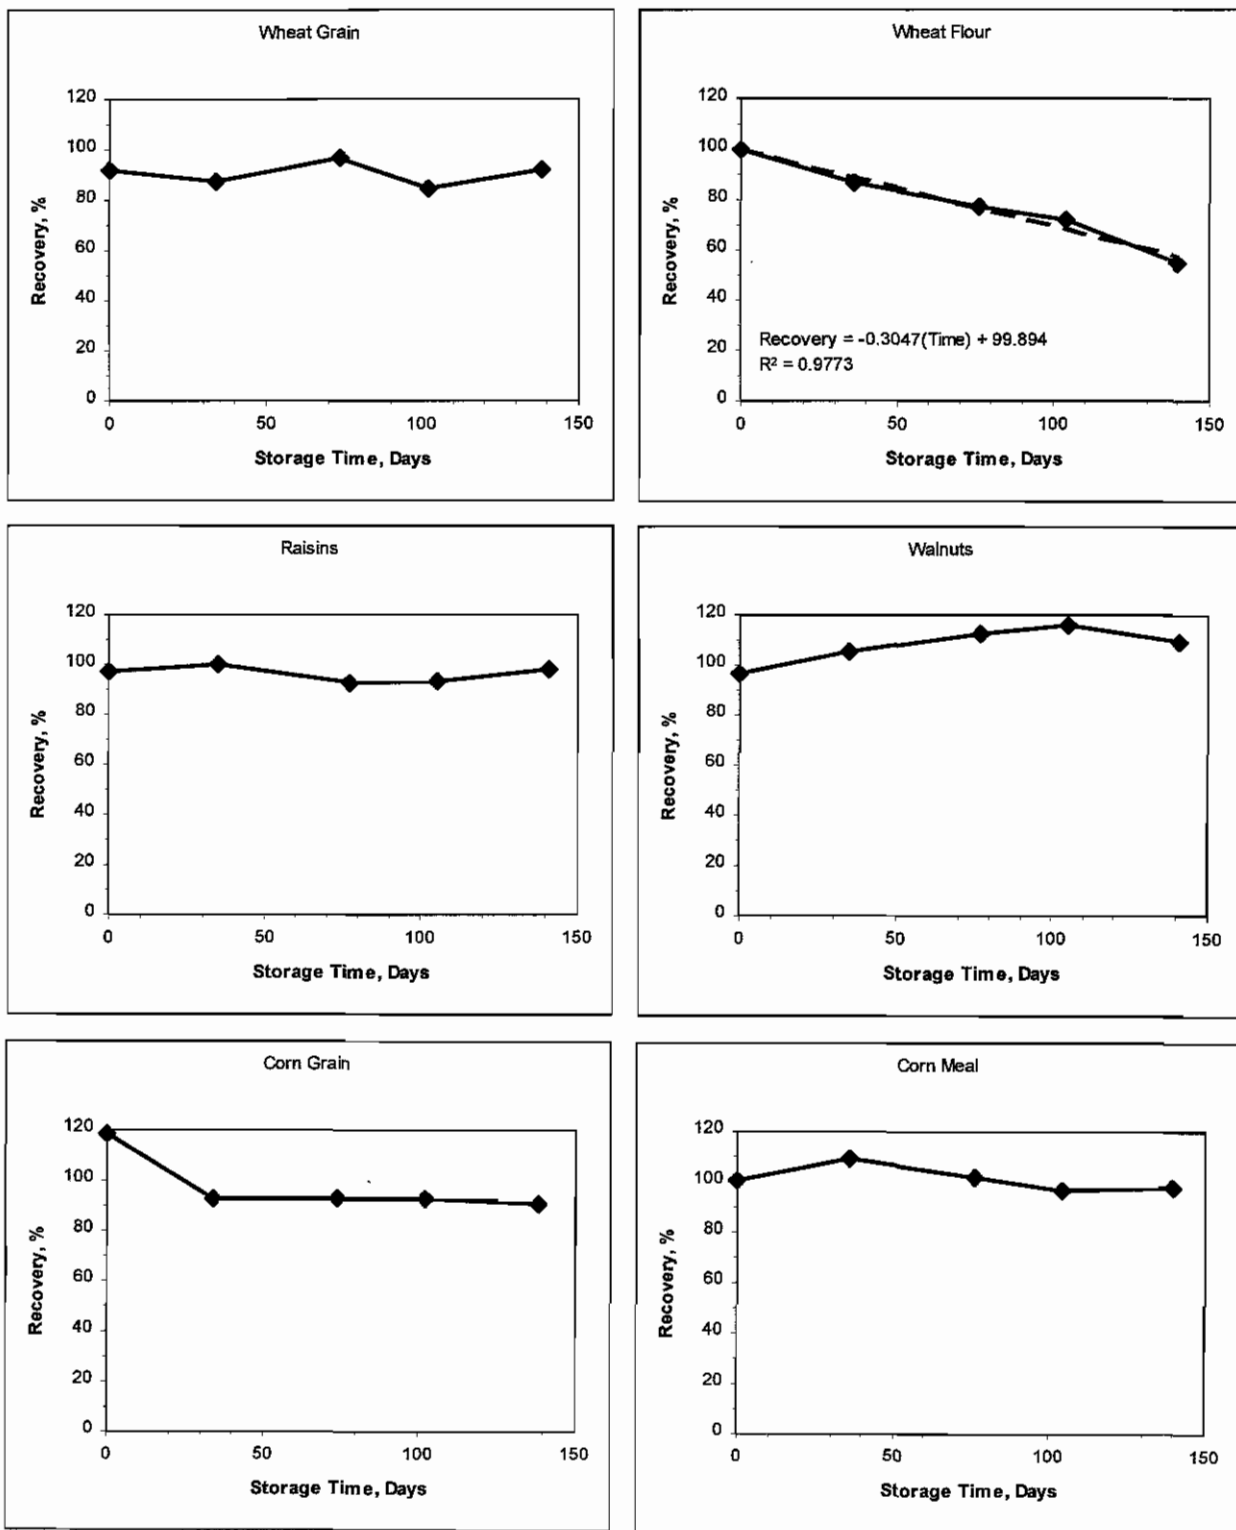 Wheat Grain
120
100
80
60
40
20
0
Recovery, %
0 50 100 150
Storage Time, Days
Wheat Flour
120
100
80
60
40
20
0
Recovery, %
Recovery = -0.3047(Time) + 99.894
R² = 0.9773
0 50 100 150
Storage Time, Days
Raisins
120
100
80
60
40
20
0
Recovery, %
0 50 100 150
Storage Time, Days
Walnuts
120
100
80
60
40
20
0
Recovery, %
0 50 100 150
Storage Time, Days
Corn Grain
120
100
80
60
40
20
0
Recovery, %
0 50 100 150
Storage Time, Days
Corn Meal
120
100
80
60
40
20
0
Recovery, %
0 50 100 150
Storage Time, Days